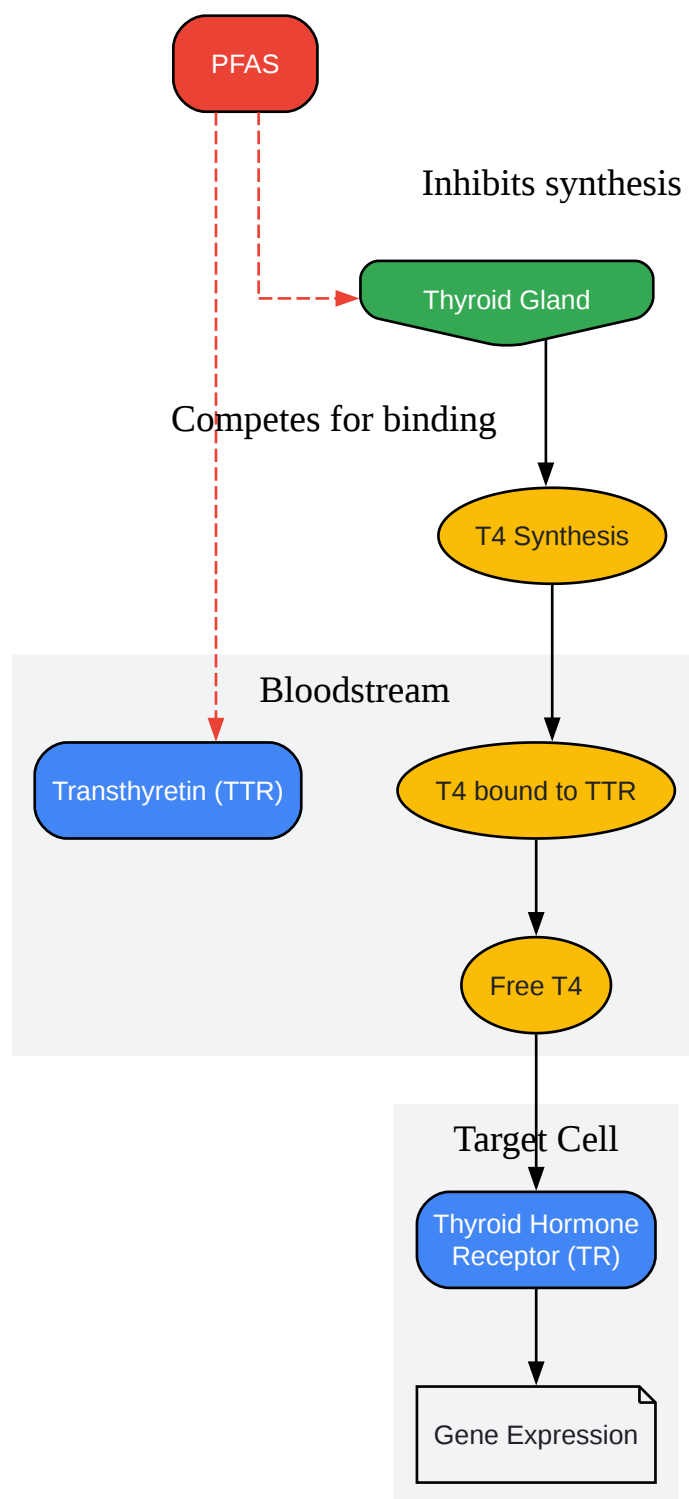 PFAS
Inhibits synthesis
Thyroid Gland
Competes for binding
T4 Synthesis
Bloodstream
Transthyretin (TTR)
T4 bound to TTR
Free T4
Target Cell
Thyroid Hormone
Receptor (TR)
Gene Expression